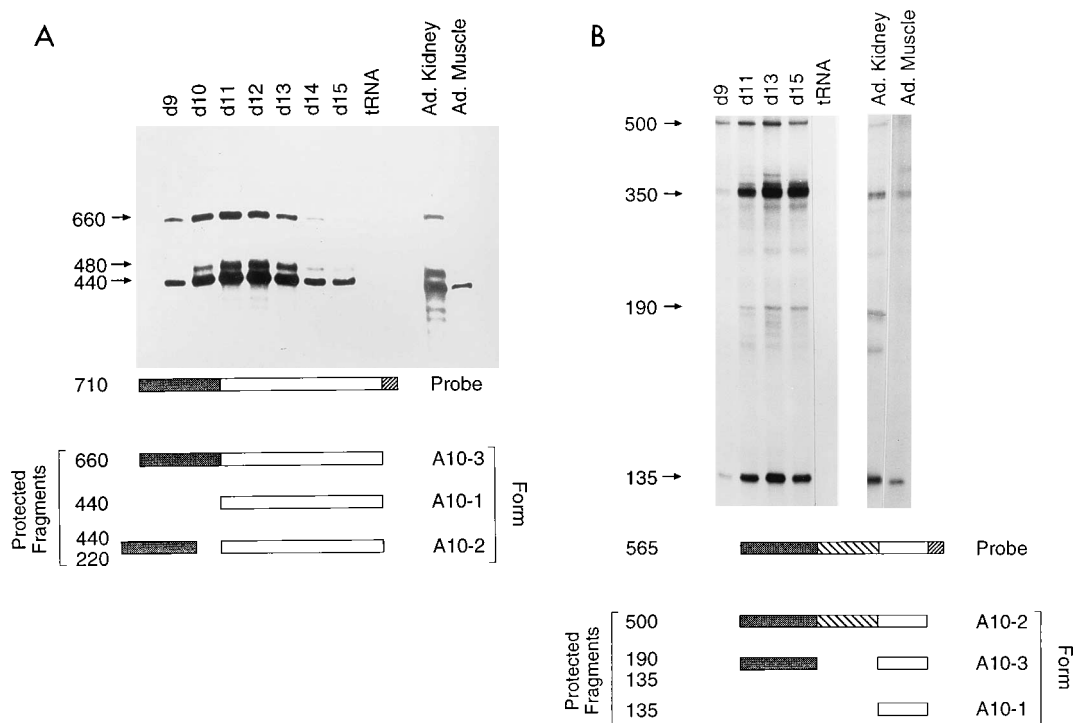 A
d9 d10 d11 d12 d13 d14 d15 tRNA Ad. Kidney Ad. Muscle
660
480
440
710 Probe
Protected Fragments
660 A10-3
440 A10-1
440 A10-2
220
Form
B
d9 d11 d13 d15 tRNA Ad. Kidney Ad. Muscle
500
350
190
135
565 Probe
Protected Fragments
500 A10-2
190 A10-3
135
135 A10-1
Form